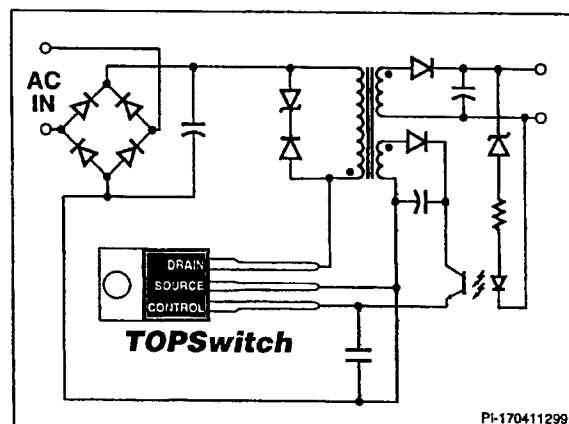 AC
IN
DRAIN
SOURCE
CONTROL
TOPSwitch
PI-170411299